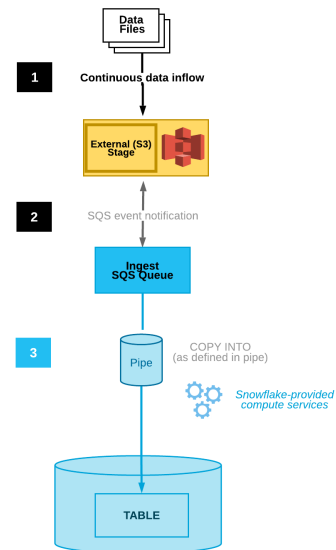 Data
Files
1
Continuous data inflow
External (S3)
Stage
2
SQS event notification
Ingest
SQS Queue
3
Pipe
COPY INTO
(as defined in pipe)
Snowflake-provided
compute services
TABLE